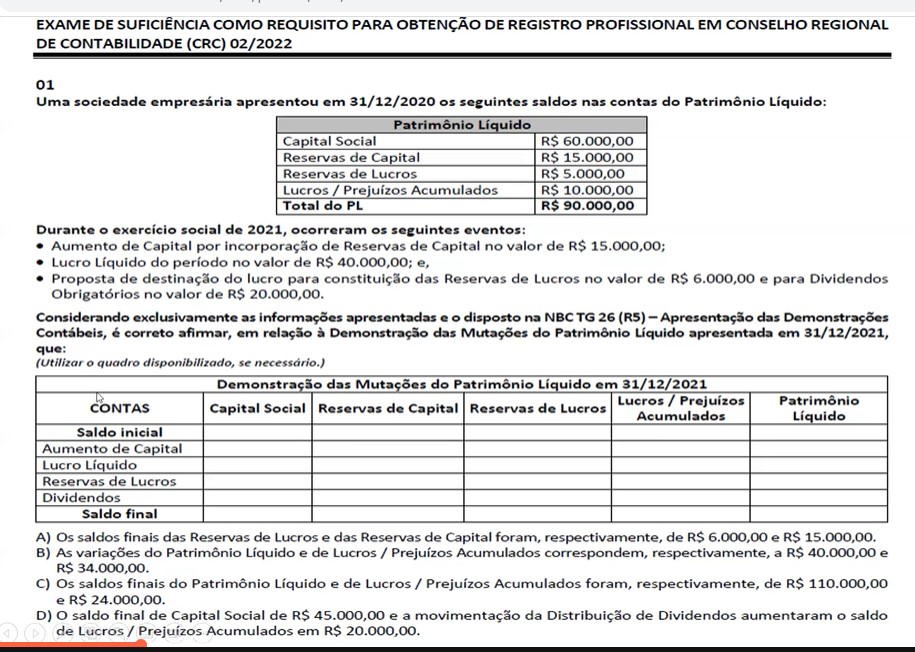 EXAME DE SUFICIÊNCIA COMO REQUISITO PARA OBTENÇÃO DE REGISTRO PROFISSIONAL EM CONSELHO REGIONAL
DE CONTABILIDADE (CRC) 02/2022
01
Uma sociedade empresária apresentou em 31/12/2020 os seguintes saldos nas contas do Patrimônio Líquido:
Patrimônio Líquido
Capital Social R$ 60.000,00
Reservas de Capital R$ 15.000,00
Reservas de Lucros R$ 5.000,00
Lucros / Prejuízos Acumulados R$ 10.000,00
Total do PL R$ 90.000,00
Durante o exercício social de 2021, ocorreram os seguintes eventos:
• Aumento de Capital por incorporação de Reservas de Capital no valor de R$ 15.000,00;
• Lucro Líquido do período no valor de R$ 40.000,00; e,
• Proposta de destinação do lucro para constituição das Reservas de Lucros no valor de R$ 6.000,00 e para Dividendos
Obrigatórios no valor de R$ 20.000,00.
Considerando exclusivamente as informações apresentadas e o disposto na NBC TG 26 (R5) – Apresentação das Demonstrações
Contábeis, é correto afirmar, em relação à Demonstração das Mutações do Patrimônio Líquido apresentada em 31/12/2021,
que:
(Utilizar o quadro disponibilizado, se necessário.)
Demonstração das Mutações do Patrimônio Líquido em 31/12/2021
CONTAS Capital Social Reservas de Capital Reservas de Lucros Lucros / Prejuízos Acumulados Patrimônio Líquido
Saldo inicial
Aumento de Capital
Lucro Líquido
Reservas de Lucros
Dividendos
Saldo final
A) Os saldos finais das Reservas de Lucros e das Reservas de Capital foram, respectivamente, de R$ 6.000,00 e R$ 15.000,00.
B) As variações do Patrimônio Líquido e de Lucros / Prejuízos Acumulados correspondem, respectivamente, a R$ 40.000,00 e
R$ 34.000,00.
C) Os saldos finais do Patrimônio Líquido e de Lucros / Prejuízos Acumulados foram, respectivamente, de R$ 110.000,00
e R$ 24.000,00.
D) O saldo final de Capital Social de R$ 45.000,00 e a movimentação da Distribuição de Dividendos aumentaram o saldo
de Lucros / Prejuízos Acumulados em R$ 20.000,00.